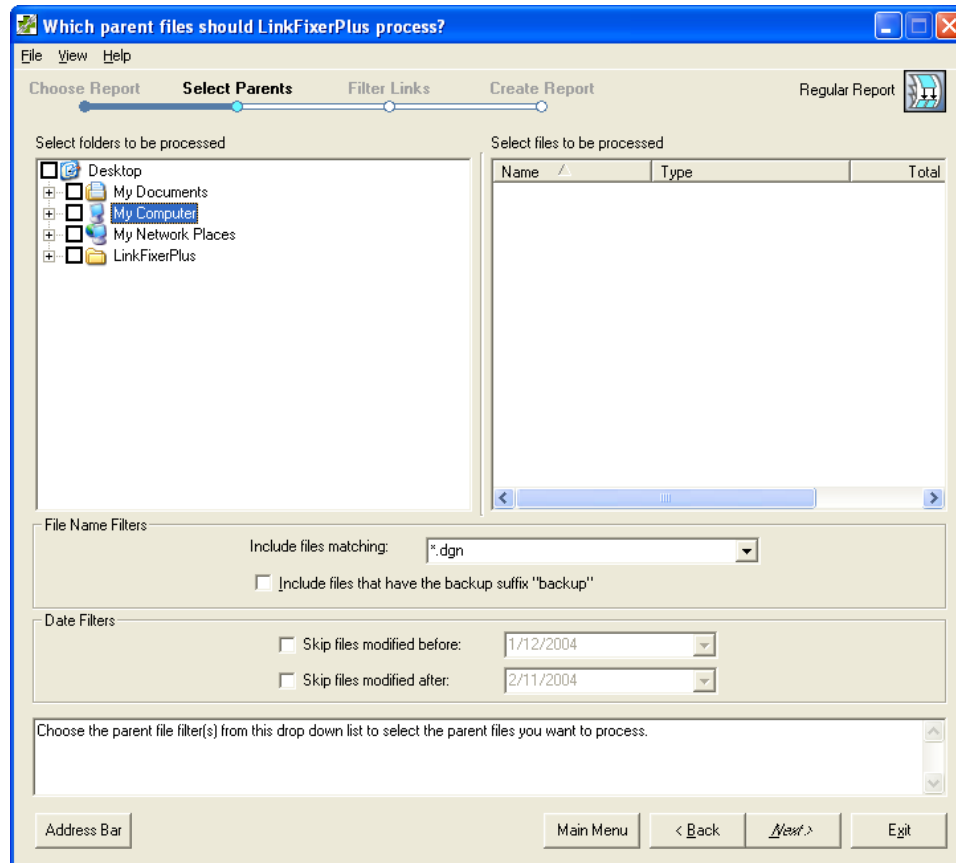 Which parent files should LinkFixerPlus process?
File View Help
Choose Report Select Parents Filter Links Create Report Regular Report
Select folders to be processed
Desktop
My Documents
My Computer
My Network Places
LinkFixerPlus
Select files to be processed
Name Type Total
File Name Filters
Include files matching: *.dgn
Include files that have the backup suffix "backup"
Date Filters
Skip files modified before: 1/12/2004
Skip files modified after: 2/11/2004
Choose the parent file filter(s) from this drop down list to select the parent files you want to process.
Address Bar Main Menu < Back Next > Exit